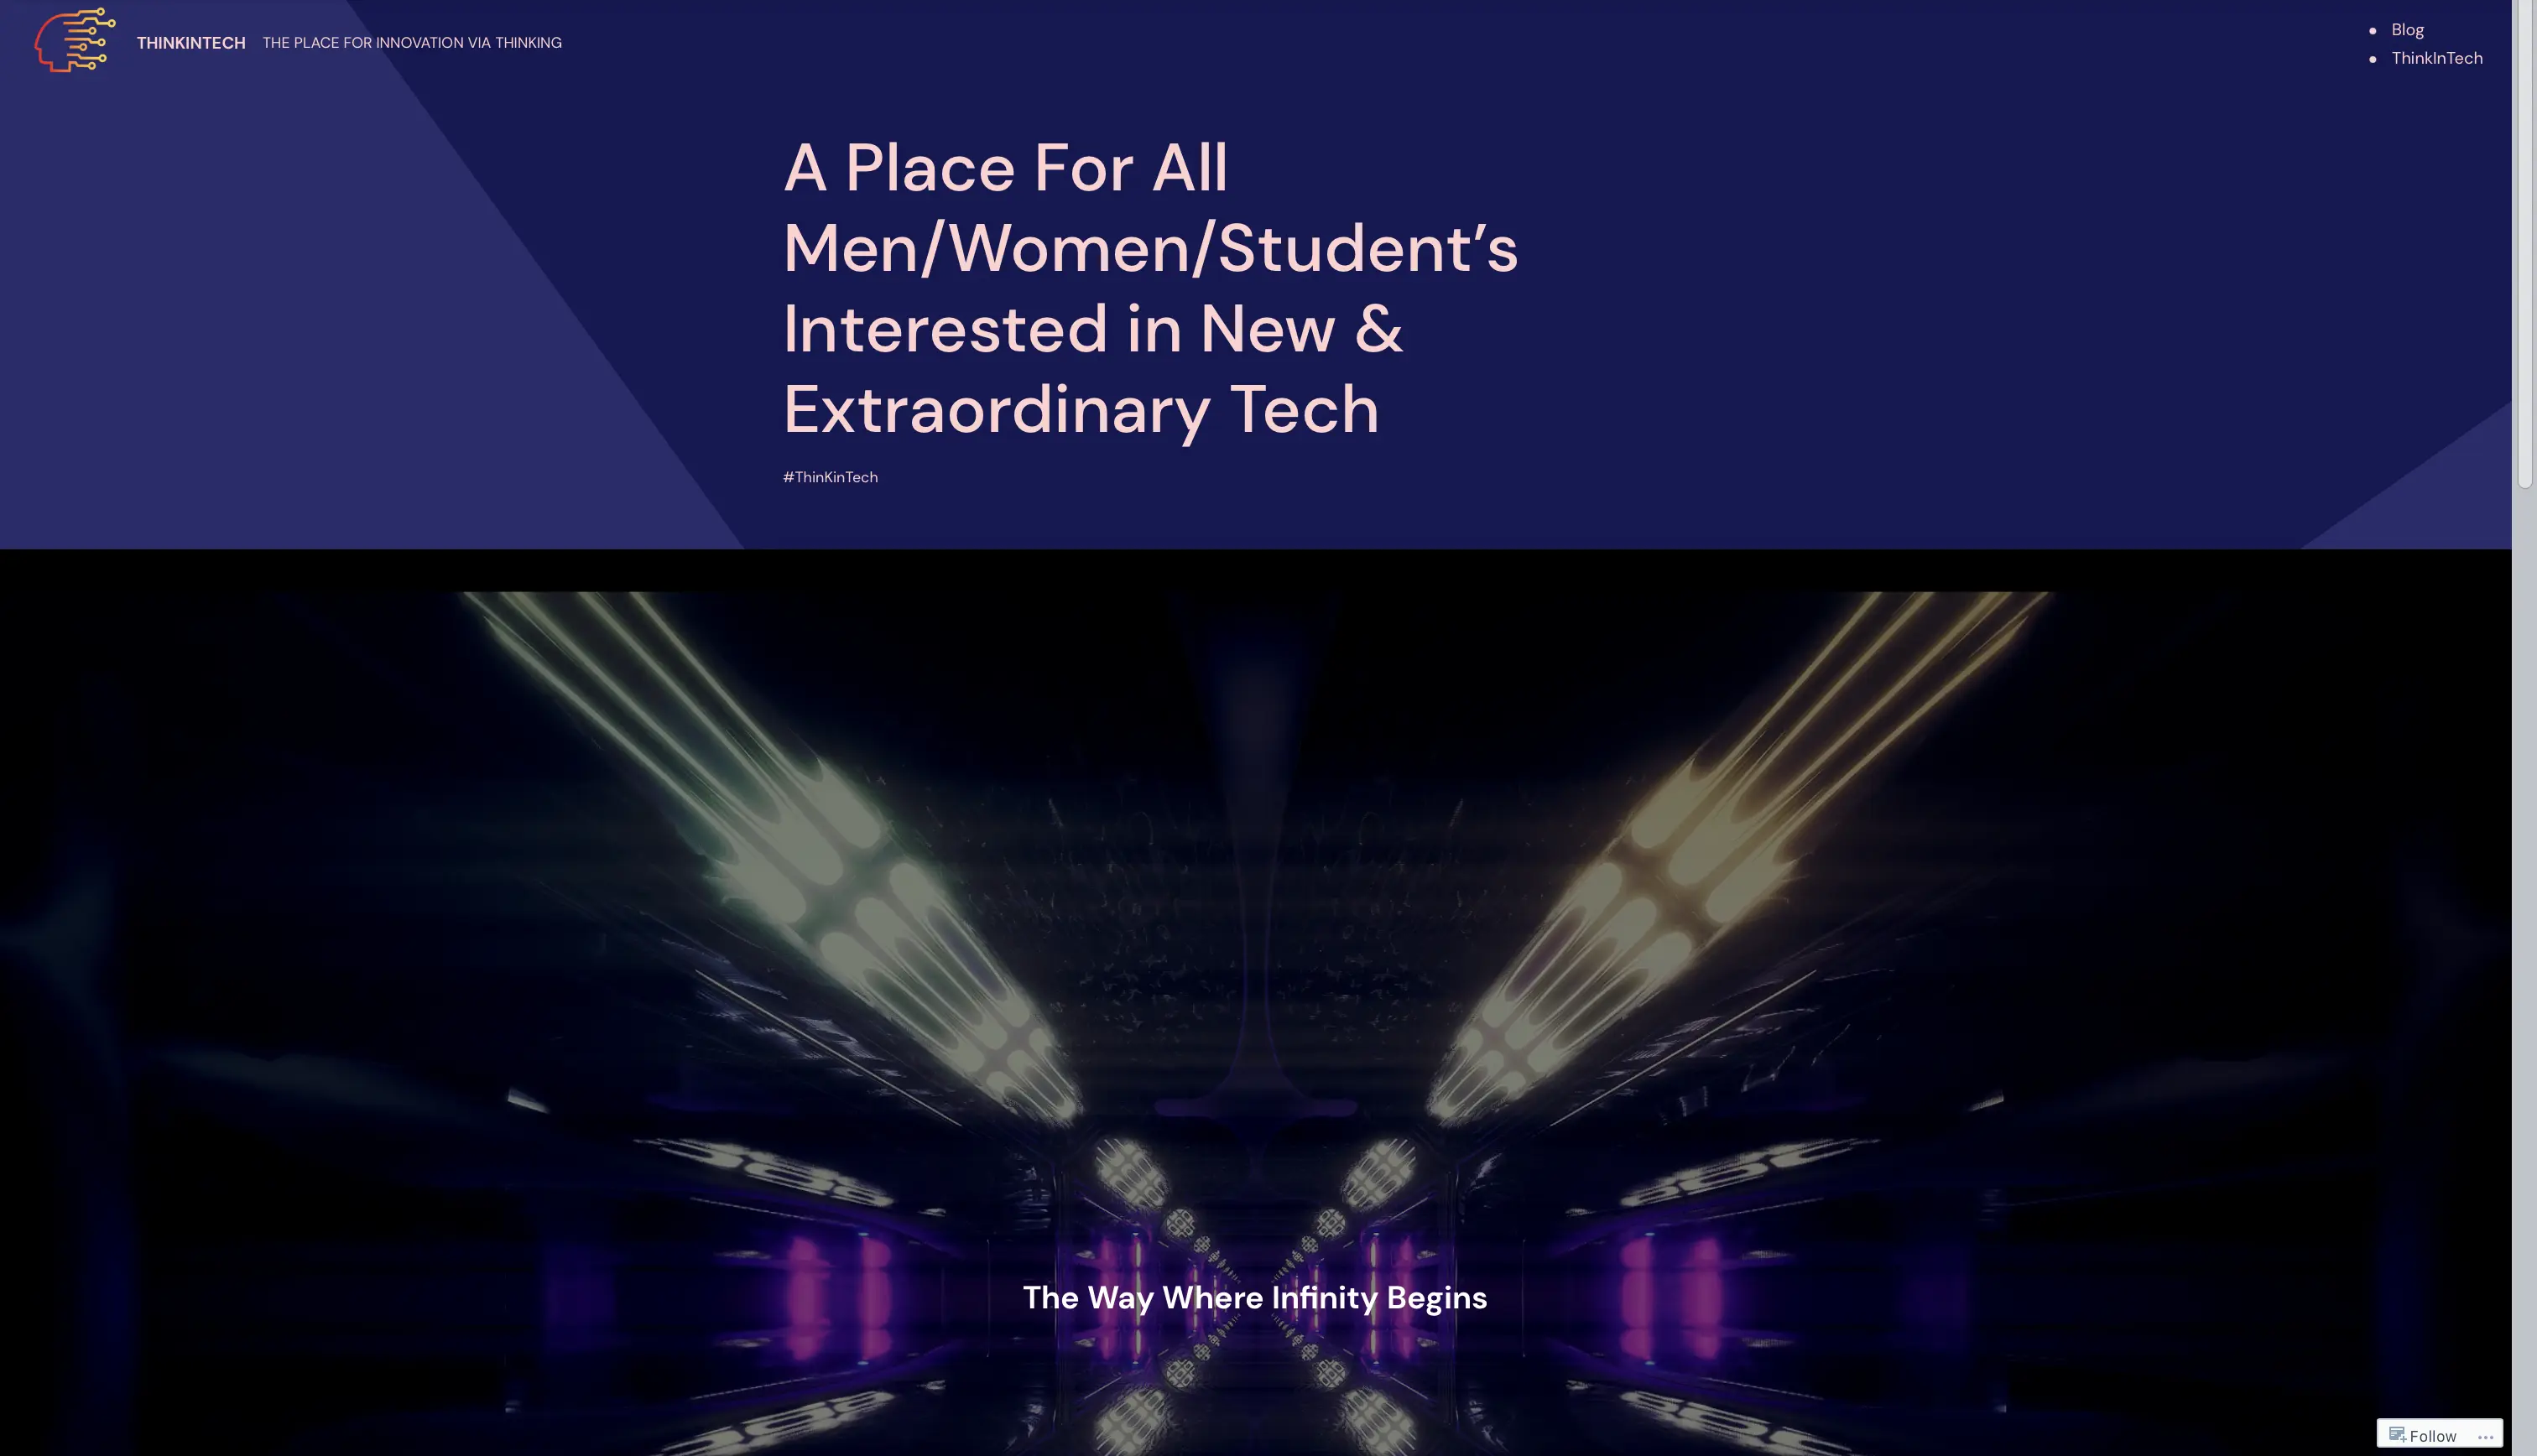 THINKINTECH THE PLACE FOR INNOVATION VIA THINKING
Blog
ThinkInTech
A Place For All
Men/Women/Student’s
Interested in New &
Extraordinary Tech
#ThinKinTech
The Way Where Infinity Begins
Follow ...